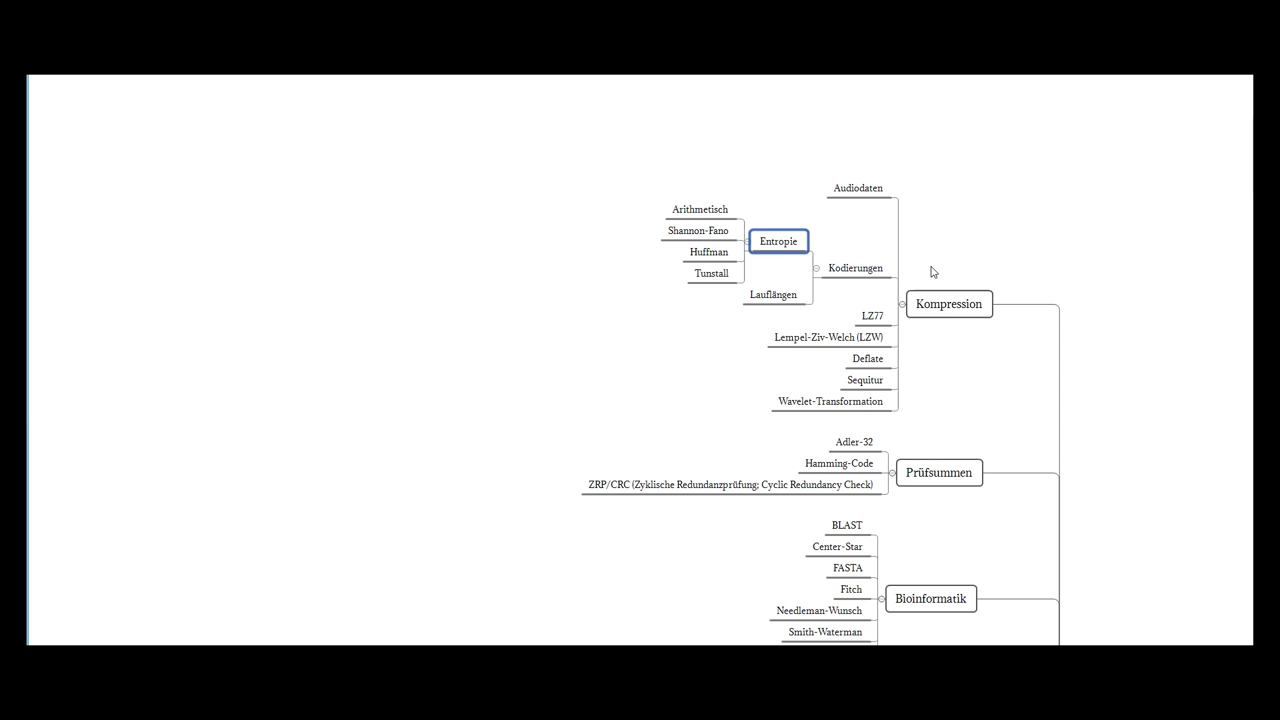 Audiodaten
Arithmetisch
Shannon-Fano
Entropie
Huffman
Kodierungen
Tunstall
Lauflängen
Kompression
LZ77
Lempel-Ziv-Welch (LZW)
Deflate
Sequitur
Wavelet-Transformation
Adler-32
Hamming-Code
Prüfsummen
ZRP/CRC (Zyklische Redundanzprüfung; Cyclic Redundancy Check)
BLAST
Center-Star
FASTA
Fitch
Bioinformatik
Needleman-Wunsch
Smith-Waterman